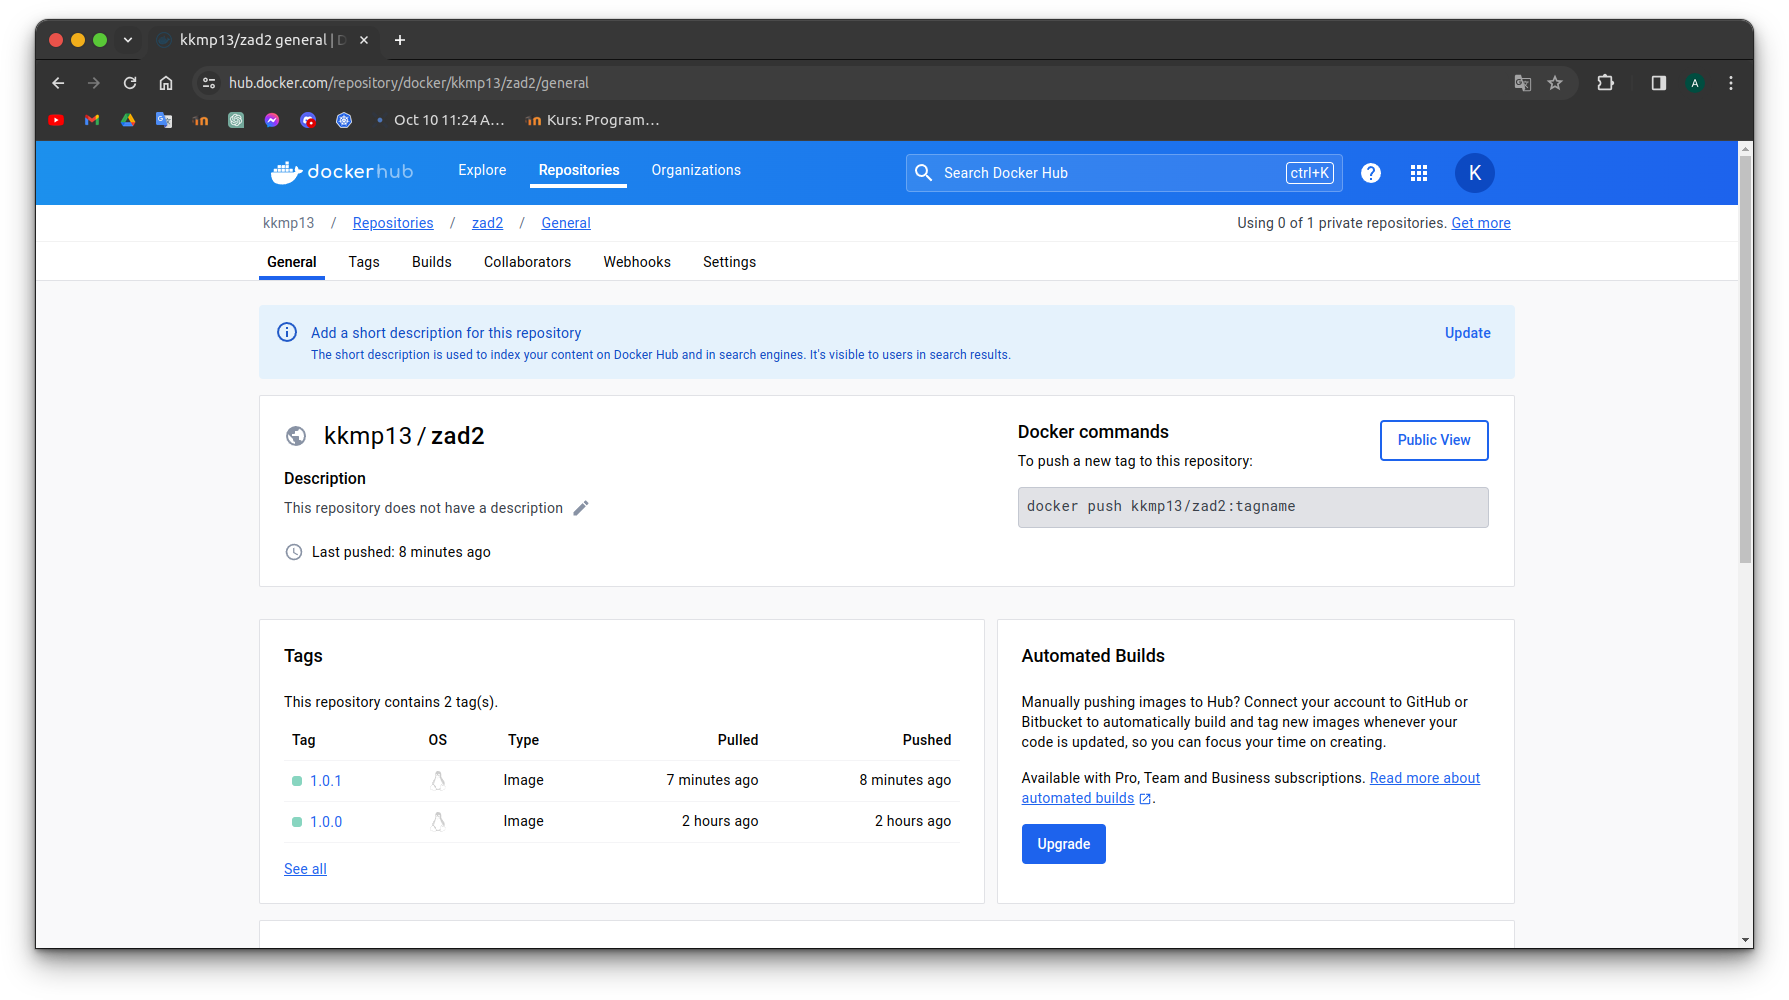 kkmp13/zad2 general | D
hub.docker.com/repository/docker/kkmp13/zad2/general
A
Oct 10 11:24 A...
Kurs: Program...
dockerhub
Explore
Repositories
Organizations
Search Docker Hub
ctrl+K
?
K
kkmp13 / Repositories / zad2 / General
Using 0 of 1 private repositories. Get more
General
Tags
Builds
Collaborators
Webhooks
Settings
Add a short description for this repository
The short description is used to index your content on Docker Hub and in search engines. It's visible to users in search results.
Update
kkmp13 / zad2
Description
This repository does not have a description
Last pushed: 8 minutes ago
Docker commands
To push a new tag to this repository:
Public View
docker push kkmp13/zad2:tagname
Tags
This repository contains 2 tag(s).
Tag OS Type Pulled Pushed
1.0.1 Image 7 minutes ago 8 minutes ago
1.0.0 Image 2 hours ago 2 hours ago
See all
Automated Builds
Manually pushing images to Hub? Connect your account to GitHub or
Bitbucket to automatically build and tag new images whenever your
code is updated, so you can focus your time on creating.
Available with Pro, Team and Business subscriptions. Read more about
automated builds.
Upgrade